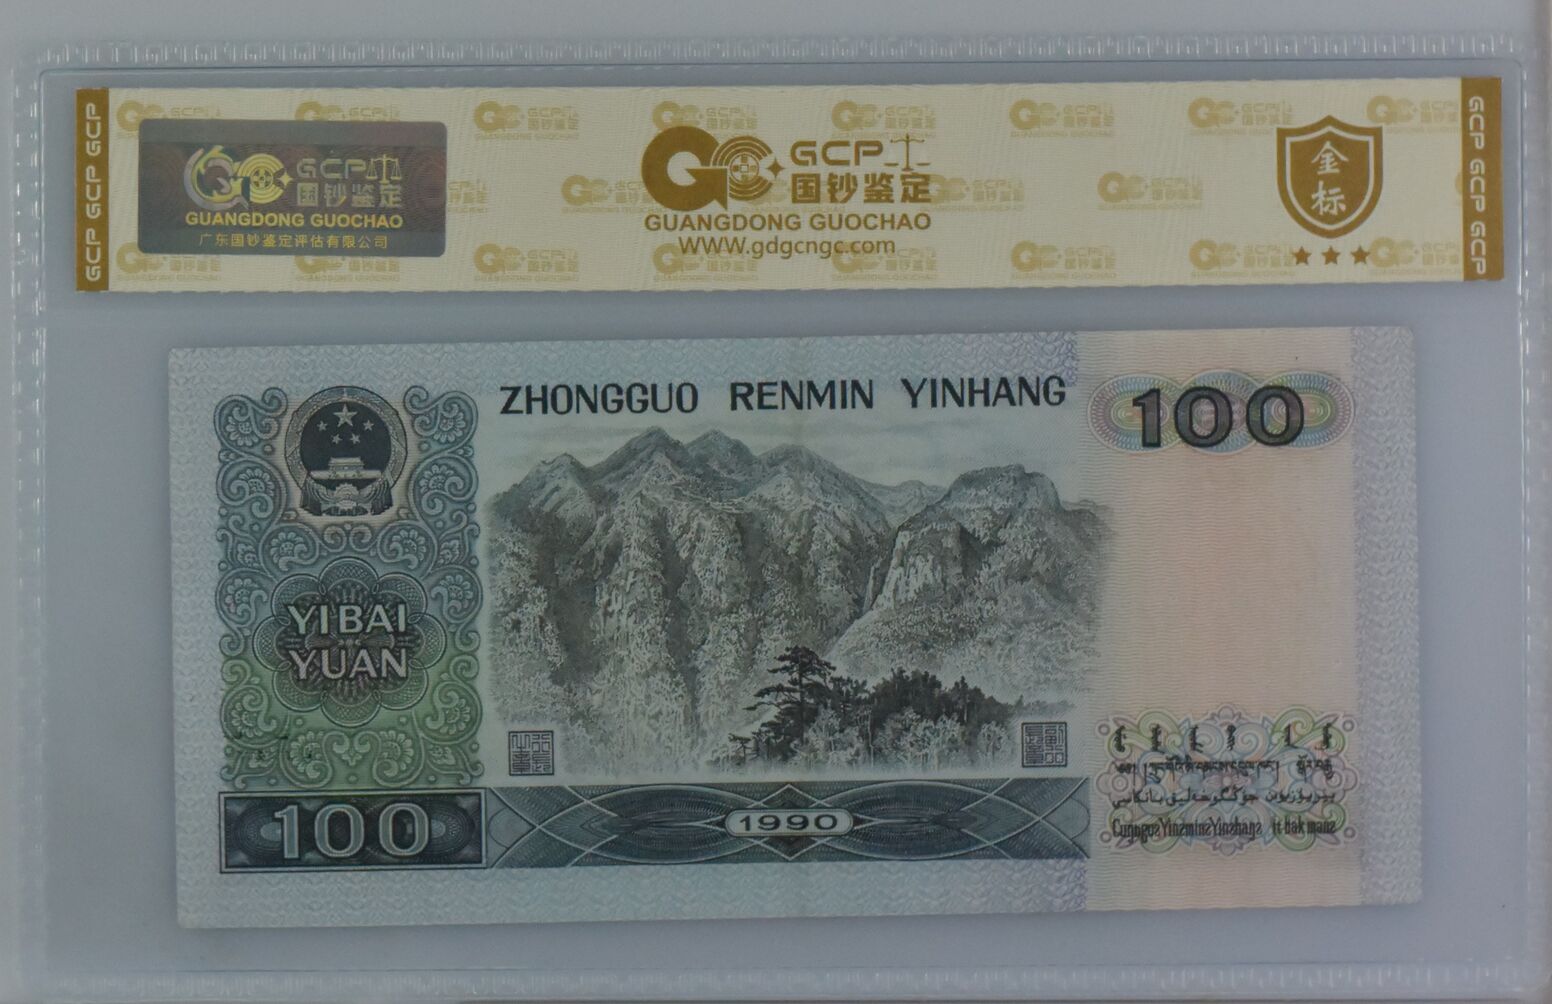 GCP GCP GCP
GCP
国钞鉴定
GUANGDONG GUOCHAO
广东国钞鉴定评估有限公司
GCP
国钞鉴定
GUANGDONG GUOCHAO
WWW.gdgcngc.com
金标
GCP GCP GCP
ZHONGGUO RENMIN YINHANG
100
YIBAI
YUAN
100
1990